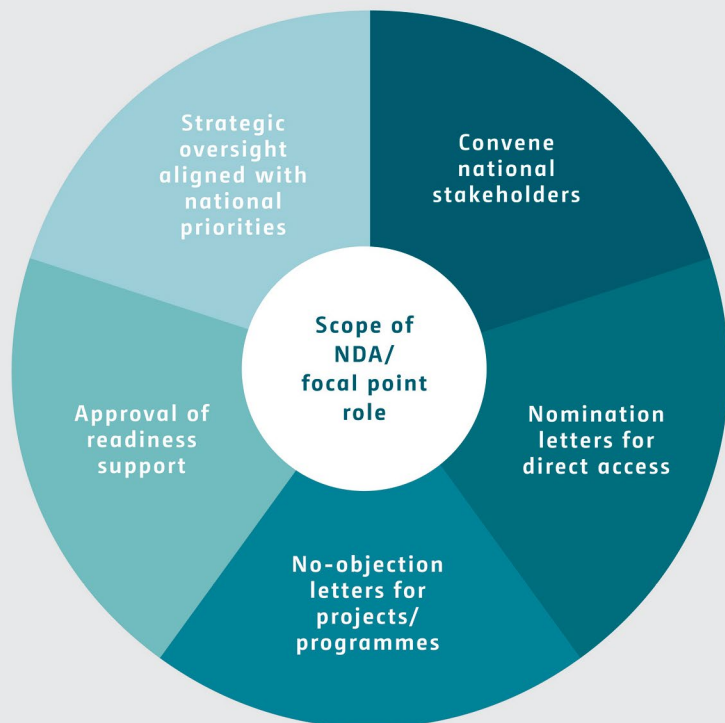 Strategic
oversight
aligned with
national
priorities
Convene
national
stakeholders
Scope of
NDA/
focal point
role
Approval of
readiness
support
Nomination
letters for
direct access
No-objection
letters for
projects/
programmes